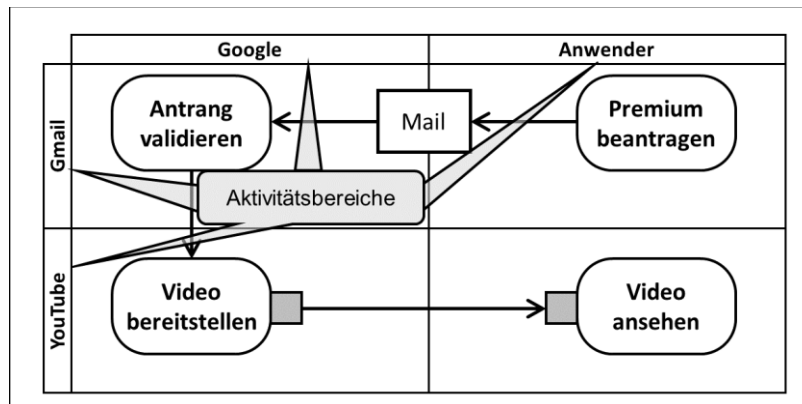 Google
Anwender
Gmail
Antrang
validieren
Mail
Premium
beantragen
Aktivitätsbereiche
YouTube
Video
bereitstellen
Video
ansehen